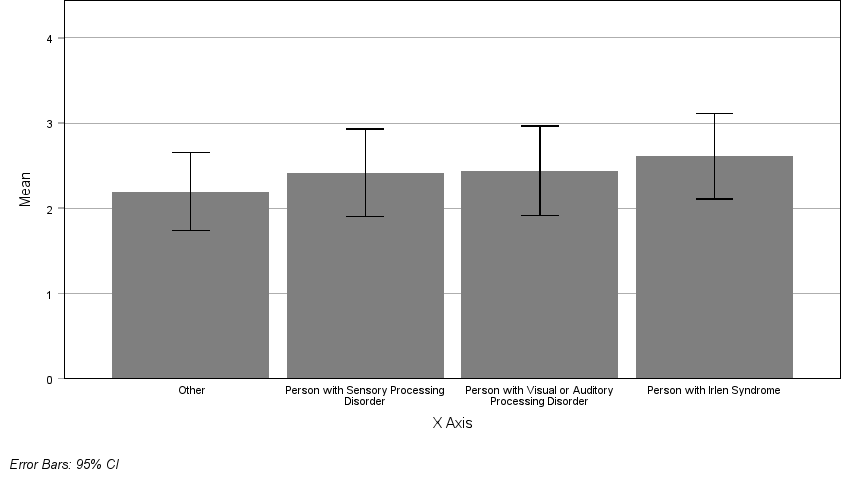 4
3
2
1
0
Mean
Other
Person with Sensory Processing
Disorder
Person with Visual or Auditory
Processing Disorder
Person with Irlen Syndrome
X Axis
Error Bars: 95% CI